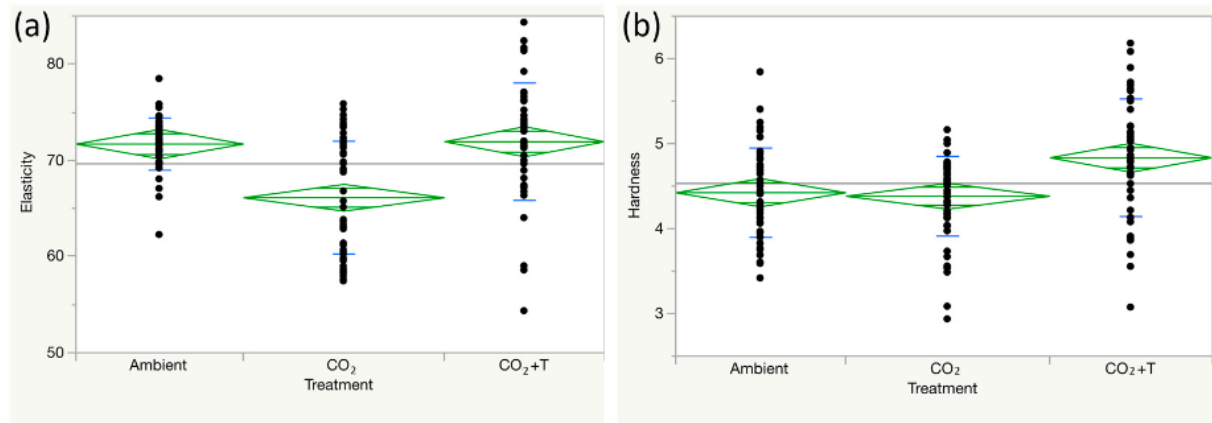 (a)
80
70
60
50
Elasticity
Ambient
CO₂
CO₂+T
Treatment
(b)
6
5
4
3
Hardness
Ambient
CO₂
CO₂+T
Treatment